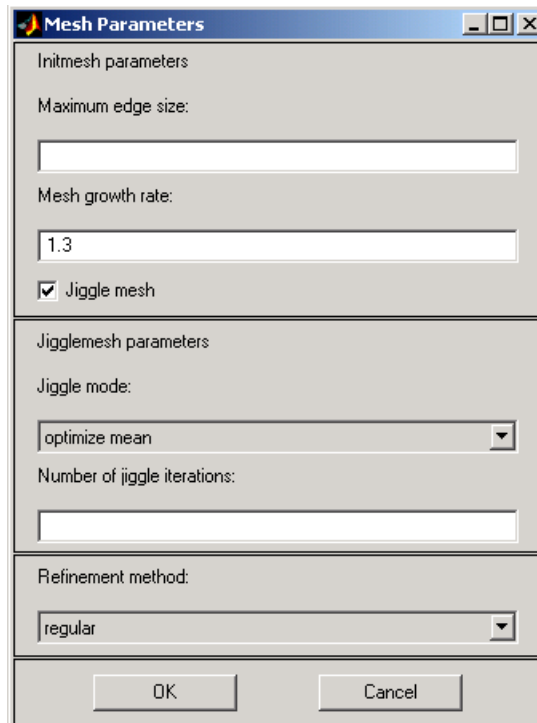 Mesh Parameters
Initmesh parameters
Maximum edge size:
Mesh growth rate:
1.3
Jiggle mesh
Jigglemesh parameters
Jiggle mode:
optimize mean
Number of jiggle iterations:
Refinement method:
regular
OK Cancel